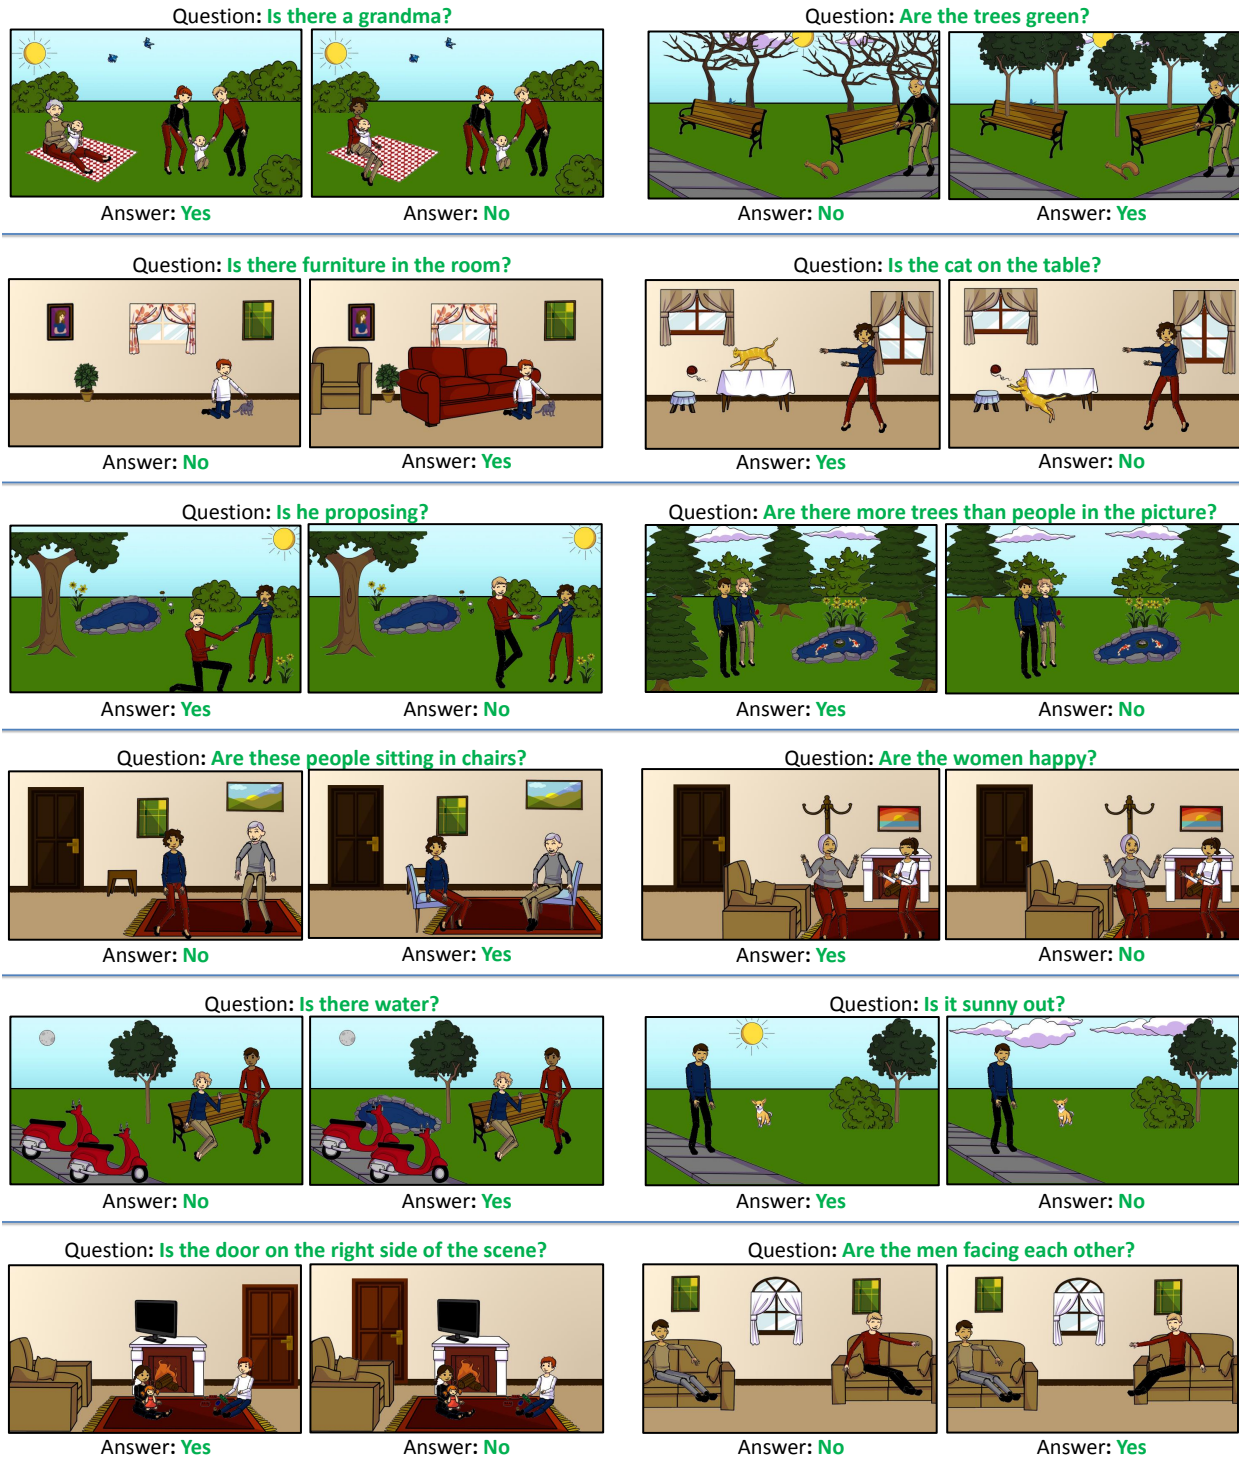 Question: Is there a grandma?
Answer: Yes
Answer: No
Question: Are the trees green?
Answer: No
Answer: Yes
Question: Is there furniture in the room?
Answer: No
Answer: Yes
Question: Is the cat on the table?
Answer: Yes
Answer: No
Question: Is he proposing?
Answer: Yes
Answer: No
Question: Are there more trees than people in the picture?
Answer: Yes
Answer: No
Question: Are these people sitting in chairs?
Answer: No
Answer: Yes
Question: Are the women happy?
Answer: Yes
Answer: No
Question: Is there water?
Answer: No
Answer: Yes
Question: Is it sunny out?
Answer: Yes
Answer: No
Question: Is the door on the right side of the scene?
Answer: Yes
Answer: No
Question: Are the men facing each other?
Answer: No
Answer: Yes